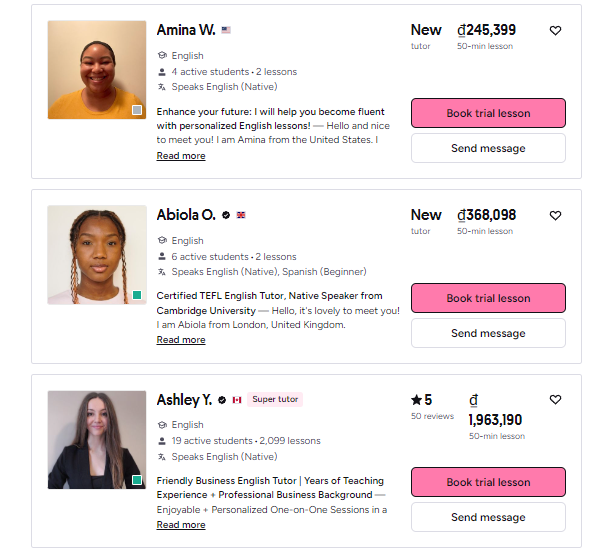 Amina W.
New
₫245,399
tutor
50-min lesson
English
4 active students • 2 lessons
Speaks English (Native)
Enhance your future: I will help you become fluent
with personalized English lessons! — Hello and nice
to meet you! I am Amina from the United States. I
Read more
Book trial lesson
Send message
Abiola O.
New
₫368,098
tutor
50-min lesson
English
6 active students • 2 lessons
Speaks English (Native), Spanish (Beginner)
Certified TEFL English Tutor, Native Speaker from
Cambridge University — Hello, it's lovely to meet you!
I am Abiola from London, United Kingdom.
Read more
Book trial lesson
Send message
Ashley Y.
Super tutor
5
₫
1,963,190
50 reviews
50-min lesson
English
19 active students • 2,099 lessons
Speaks English (Native)
Friendly Business English Tutor | Years of Teaching
Experience + Professional Business Background —
Enjoyable + Personalized One-on-One Sessions in a
Read more
Book trial lesson
Send message